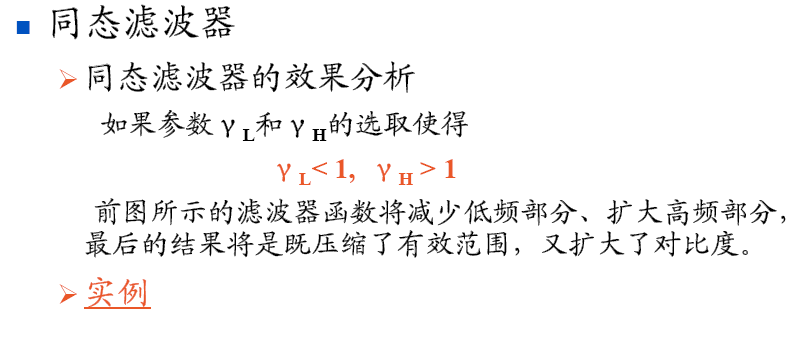 同态滤波器
同态滤波器的效果分析
如果参数γL和γH的选取使得
γL< 1, γH > 1
前图所示的滤波器函数将减少低频部分、扩大高频部分，
最后的结果将是既压缩了有效范围，又扩大了对比度。
实例